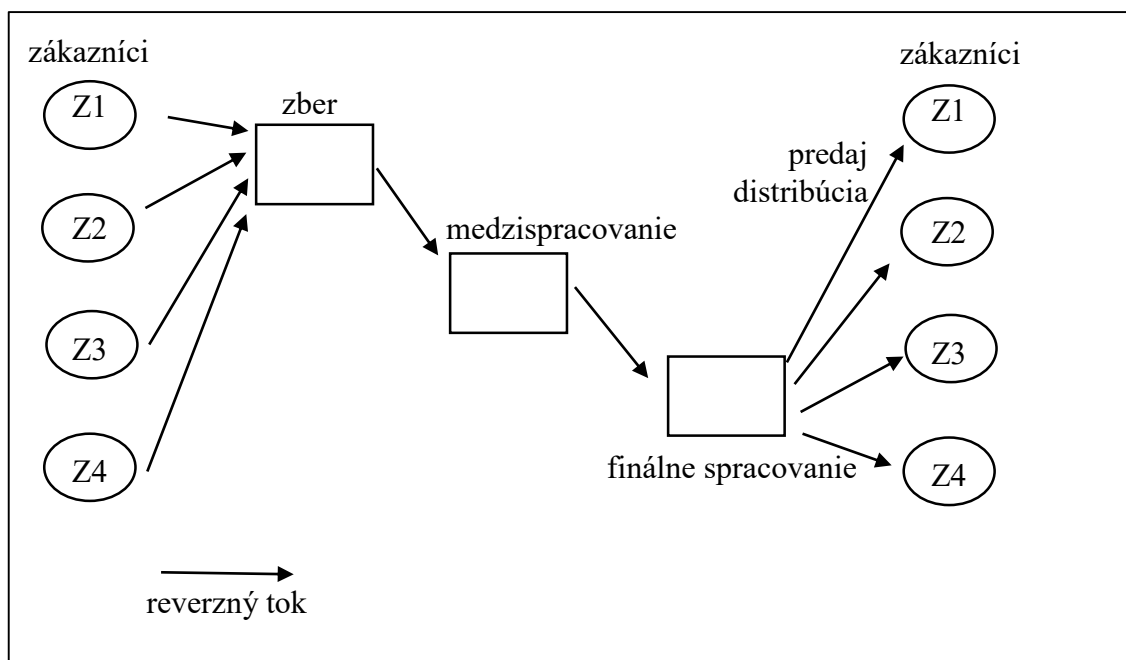 zákazníci
Z1
Z2
Z3
Z4
zber
medzispracovanie
finálne spracovanie
predaj
distribúcia
zákazníci
Z1
Z2
Z3
Z4
reverzný tok